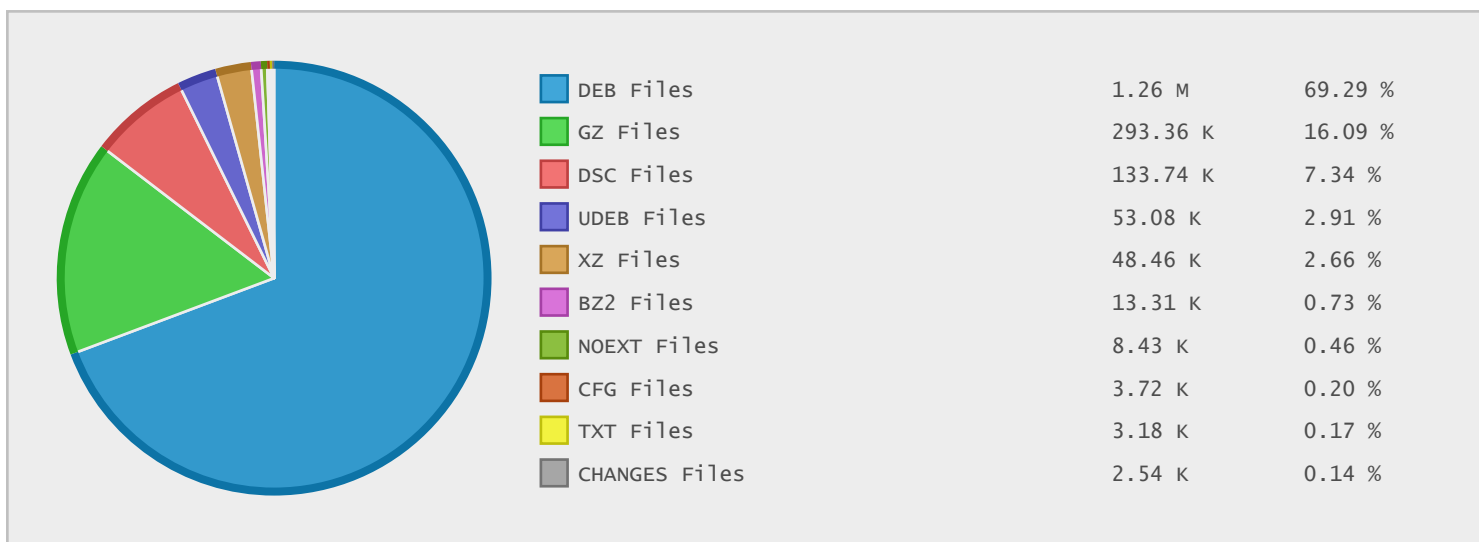 DEB Files 1.26 M 69.29 %
GZ Files 293.36 K 16.09 %
DSC Files 133.74 K 7.34 %
UDEB Files 53.08 K 2.91 %
XZ Files 48.46 K 2.66 %
BZ2 Files 13.31 K 0.73 %
NOEXT Files 8.43 K 0.46 %
CFG Files 3.72 K 0.20 %
TXT Files 3.18 K 0.17 %
CHANGES Files 2.54 K 0.14 %